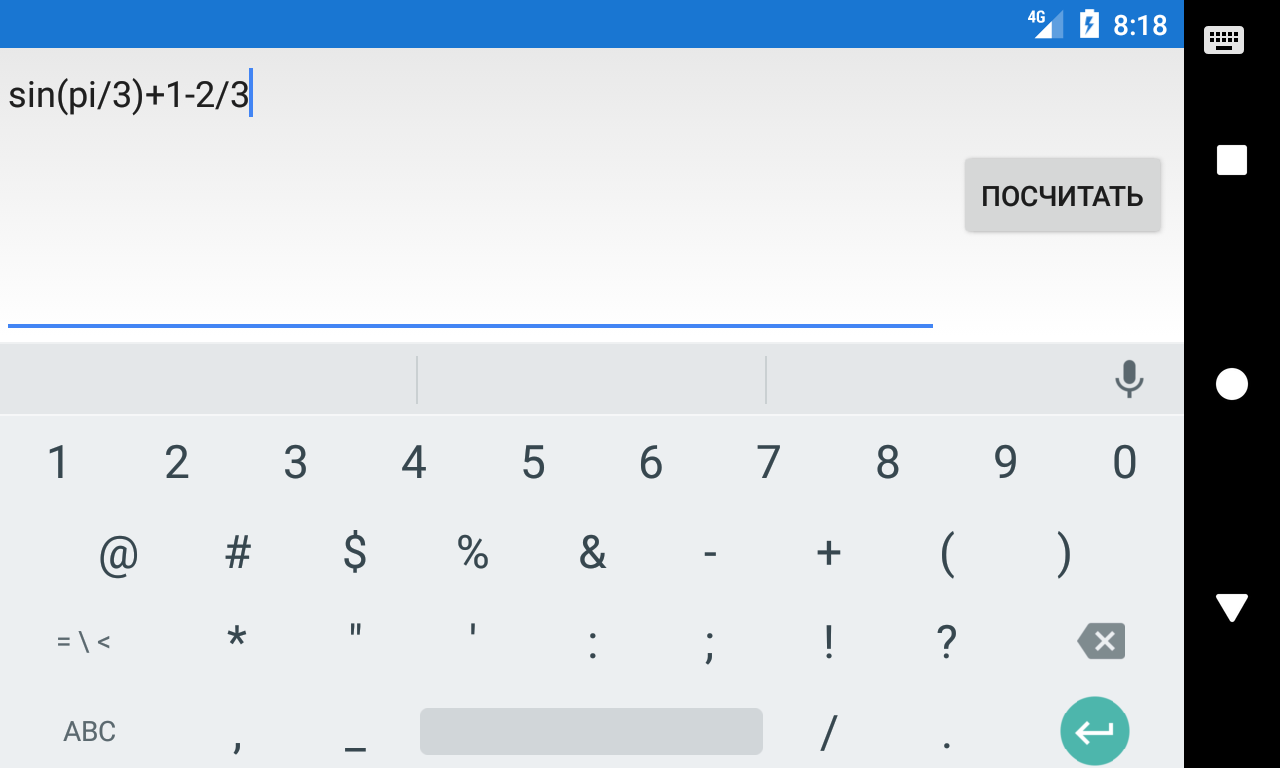 4G 8:18
sin(pi/3)+1-2/3
ПОСЧИТАТЬ
1 2 3 4 5 6 7 8 9 0
@ # $ % & - + ( )
= \ < * " ' : ; ! ?
ABC , _ / .